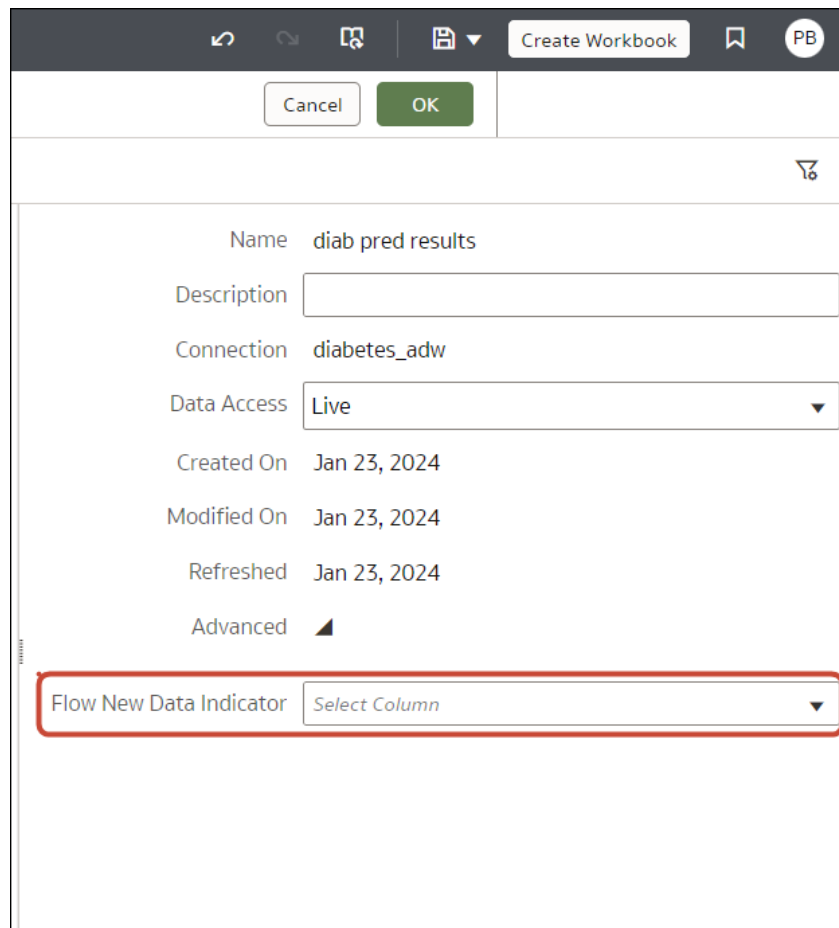 Create Workbook
PB
Cancel
OK
Name diab pred results
Description
Connection diabetes_adw
Data Access Live
Created On Jan 23, 2024
Modified On Jan 23, 2024
Refreshed Jan 23, 2024
Advanced
Flow New Data Indicator Select Column